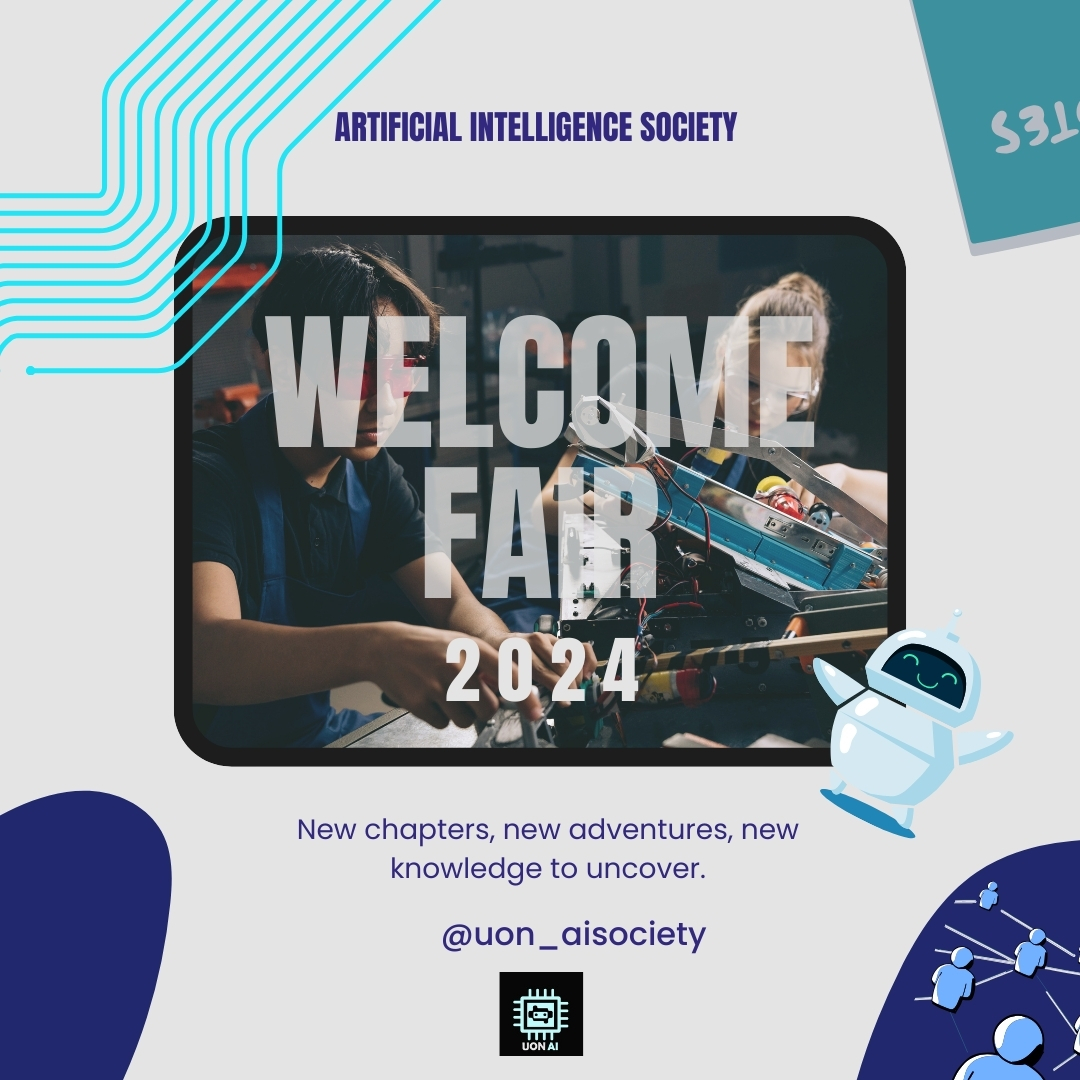 ARTIFICIAL INTELLIGENCE SOCIETY
WELCOME
FAIR
2024
New chapters, new adventures, new
knowledge to uncover.
@uon_aisociety
UON AI